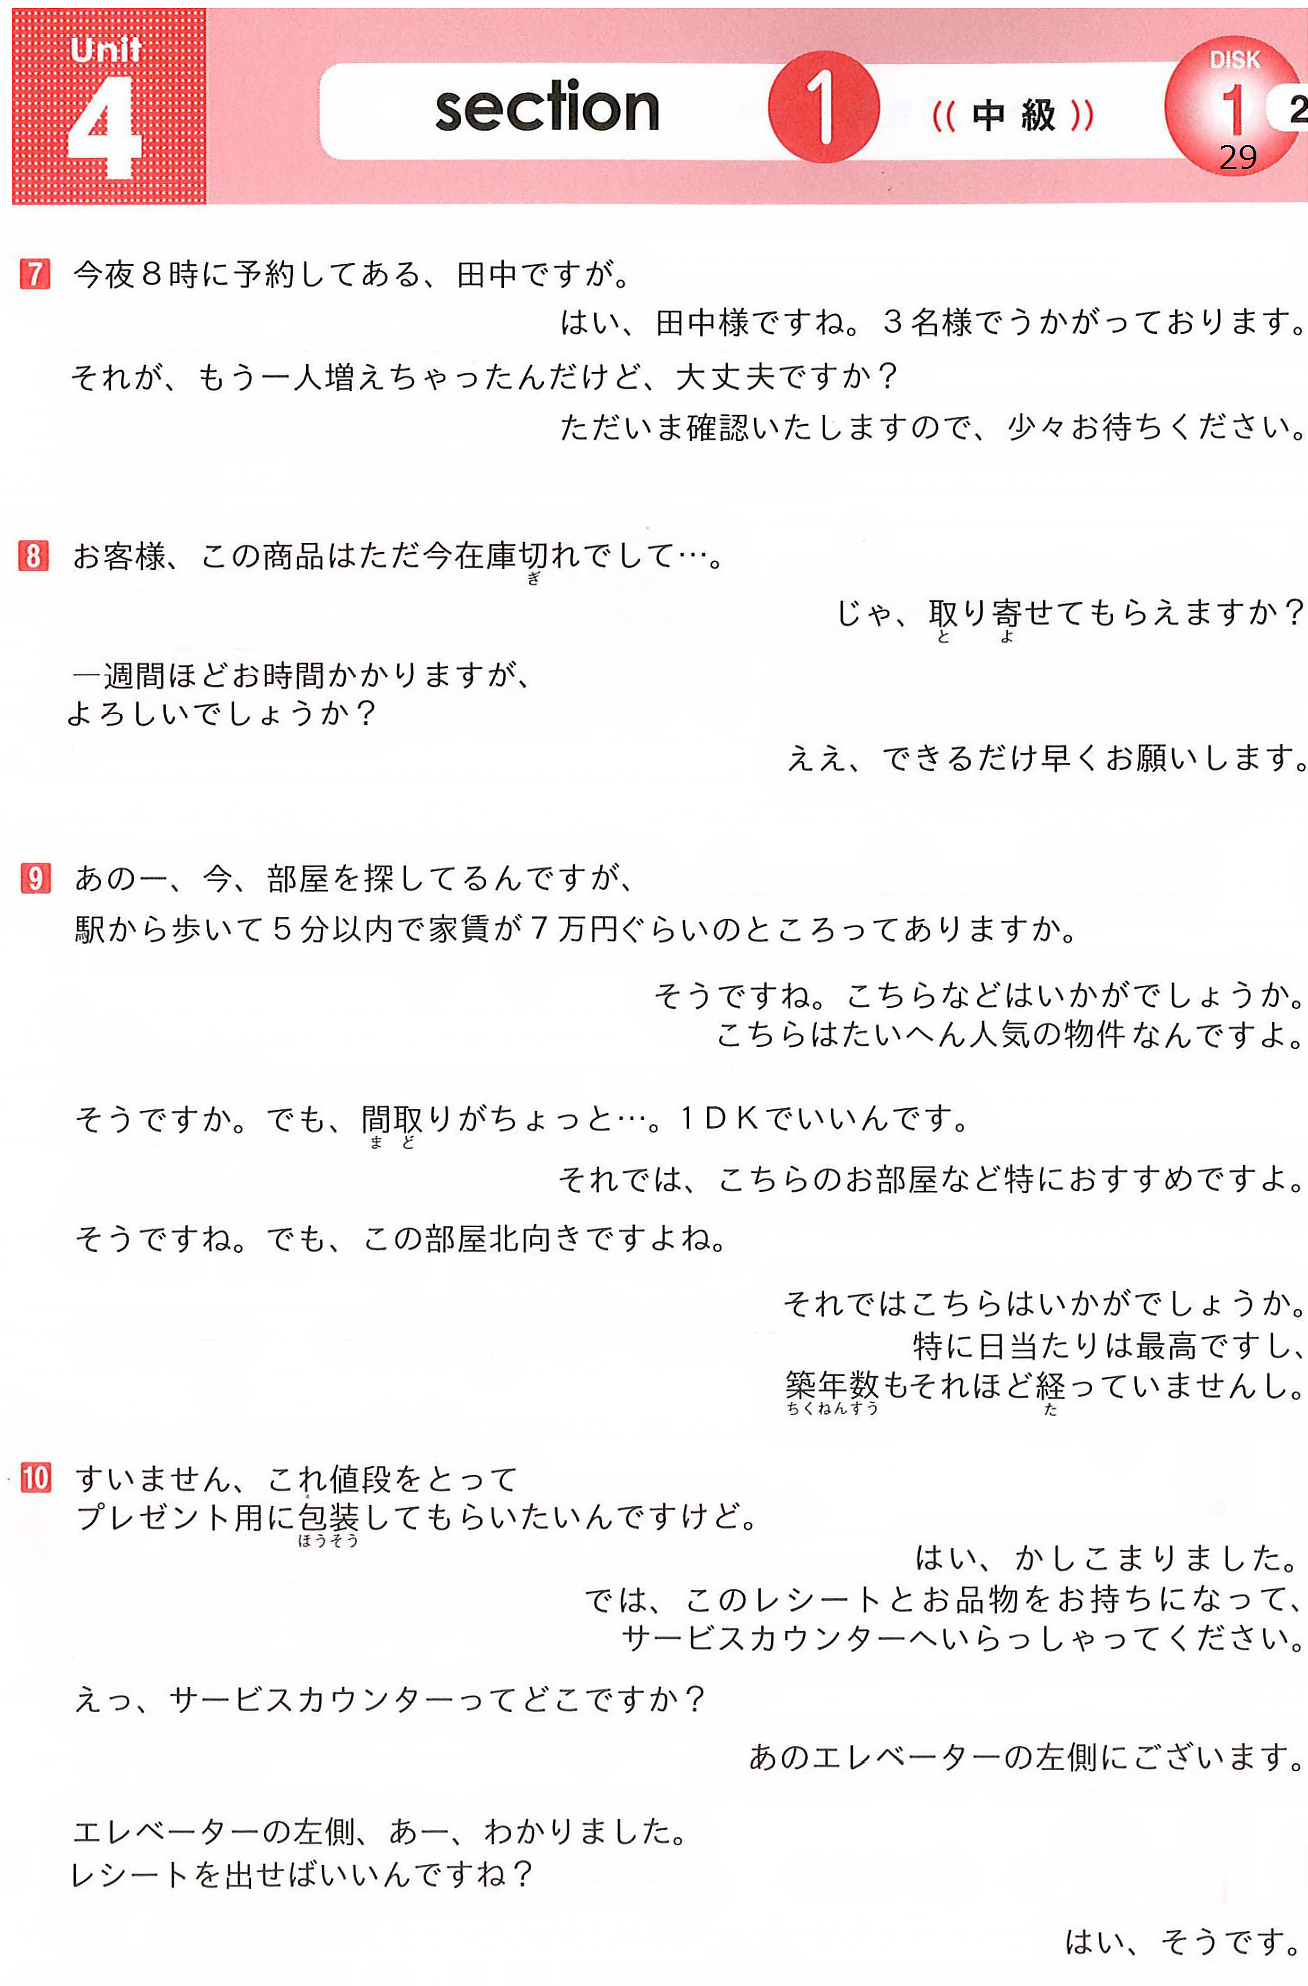 Unit
4
section 1 ((中級))
DISK
1
2
29
7 今夜８時に予約してある、田中ですが。
はい、田中様ですね。３名様でうかがっております。
それが、もう一人増えちゃったんだけど、大丈夫ですか？
ただいま確認いたしますので、少々お待ちください。
8 お客様、この商品はただ今在庫切れでして…。
ぎ
じゃ、取り寄せてもらえますか？
と よ
一週間ほどお時間かかりますが、
よろしいでしょうか？
ええ、できるだけ早くお願いします。
9 あのー、今、部屋を探してるんですが、
駅から歩いて５分以内で家賃が７万円ぐらいのところってありますか。
そうですね。こちらなどはいかがでしょうか。
こちらはたいへん人気の物件なんですよ。
そうですか。でも、間取りがちょっと…。1ＤＫでいいんです。
ま ど
それでは、こちらのお部屋など特におすすめですよ。
そうですね。でも、この部屋北向きですよね。
それではこちらはいかがでしょうか。
特に日当たりは最高ですし、
築年数もそれほど経っていませんし。
ちくねんすう た
10 すいません、これ値段をとって
プレゼント用に包装してもらいたいんですけど。
ほうそう
はい、かしこまりました。
では、このレシートとお品物をお持ちになって、
サービスカウンターへいらっしゃってください。
えっ、サービスカウンターってどこですか？
あのエレベーターの左側にございます。
エレベーターの左側、あー、わかりました。
レシートを出せばいいんですね？
はい、そうです。